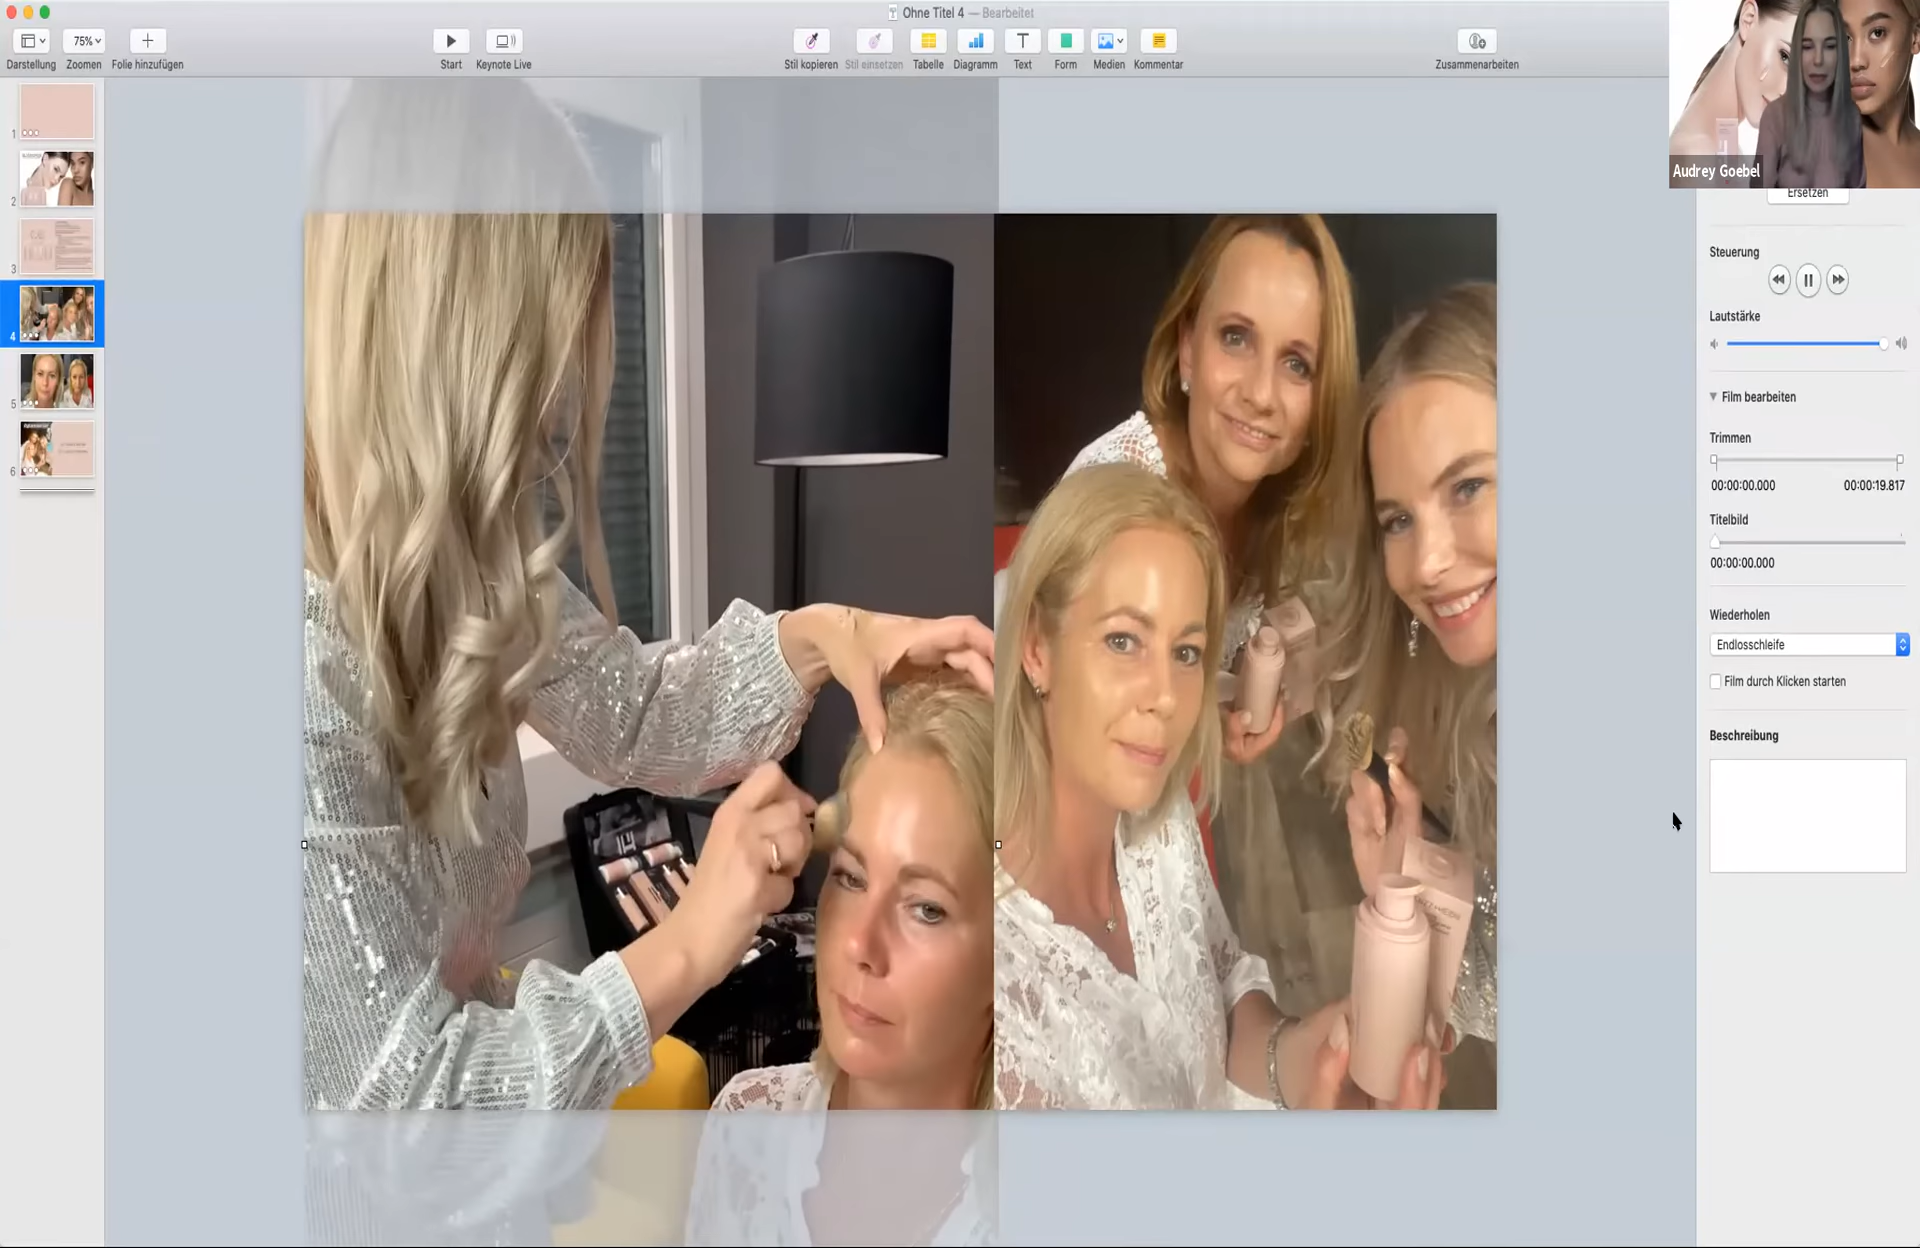 Ohne Titel 4 — Bearbeitet
75%
Darstellung Zoomen Folie hinzufügen
Start Keynote Live
Stil kopieren Stil einsetzen Tabelle Diagramm Text Form Medien Kommentar
Zusammenarbeiten
Audrey Goebel
Ersetzen
1
2
3
4
5
6
Steuerung
Lautstärke
Film bearbeiten
Trimmen
00:00:00.000 00:00:19.817
Titelbild
00:00:00.000
Wiederholen
Endlosschleife
Film durch Klicken starten
Beschreibung